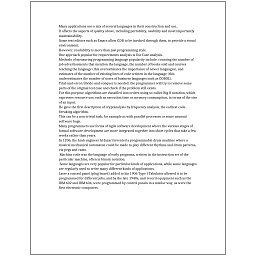 Many applications use a mix of several languages in their construction and use.
It affects the aspects of quality above, including portability, usability and most importantly maintainability.
Some text editors such as Emacs allow GDB to be invoked through them, to provide a visual environment.
However, readability is more than just programming style.
One approach popular for requirements analysis is Use Case analysis.
Methods of measuring programming language popularity include: counting the number of job advertisements that mention the language, the number of books sold and courses teaching the language (this overestimates the importance of newer languages), and estimates of the number of existing lines of code written in the language (this underestimates the number of users of business languages such as COBOL).
Trial-and-error/divide-and-conquer is needed: the programmer will try to remove some parts of the original test case and check if the problem still exists.
For this purpose, algorithms are classified into orders using so-called Big O notation, which expresses resource use, such as execution time or memory consumption, in terms of the size of an input.
He gave the first description of cryptanalysis by frequency analysis, the earliest code-breaking algorithm.
This can be a non-trivial task, for example as with parallel processes or some unusual software bugs.
Many programmers use forms of Agile software development where the various stages of formal software development are more integrated together into short cycles that take a few weeks rather than years.
In 1206, the Arab engineer Al-Jazari invented a programmable drum machine where a musical mechanical automaton could be made to play different rhythms and drum patterns, via pegs and cams.
Machine code was the language of early programs, written in the instruction set of the particular machine, often in binary notation.
Some languages are very popular for particular kinds of applications, while some languages are regularly used to write many different kinds of applications.
Later a control panel (plug board) added to his 1906 Type I Tabulator allowed it to be programmed for different jobs, and by the late 1940s, unit record equipment such as the IBM 602 and IBM 604, were programmed by control panels in a similar way, as were the first electronic computers.